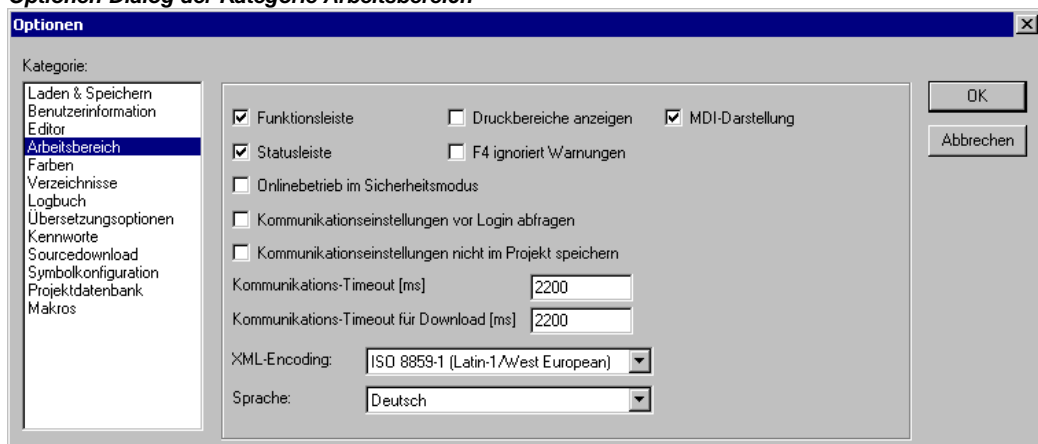 Optionen-Dialog der Kategorie Arbeitsbereich
Optionen
Kategorie:
Laden & Speichern
Benutzerinformation
Editor
Arbeitsbereich
Farben
Verzeichnisse
Logbuch
Übersetzungsoptionen
Kennworte
Sourcedownload
Symbolkonfiguration
Projektdatenbank
Makros
Funktionsleiste Druckbereiche anzeigen MDI-Darstellung
Statusleiste F4 ignoriert Warnungen
Onlinebetrieb im Sicherheitsmodus
Kommunikationseinstellungen vor Login abfragen
Kommunikationseinstellungen nicht im Projekt speichern
Kommunikations-Timeout [ms] 2200
Kommunikations-Timeout für Download [ms] 2200
XML-Encoding: ISO 8859-1 (Latin-1/West European)
Sprache: Deutsch
OK
Abbrechen